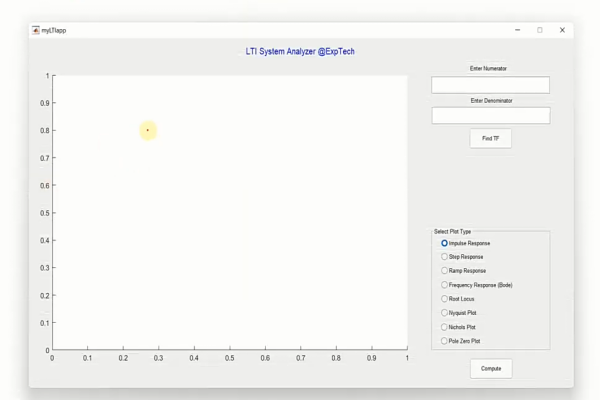 myLTIapp
LTI System Analyzer @ExpTech
Enter Numerator
Enter Denominator
Find TF
1
0.9
0.8
0.7
0.6
0.5
0.4
0.3
0.2
0.1
0
0 0.1 0.2 0.3 0.4 0.5 0.6 0.7 0.8 0.9 1
Select Plot Type
Impulse Response
Step Response
Ramp Response
Frequency Response (Bode)
Root Locus
Nyquist Plot
Nichols Plot
Pole Zero Plot
Compute